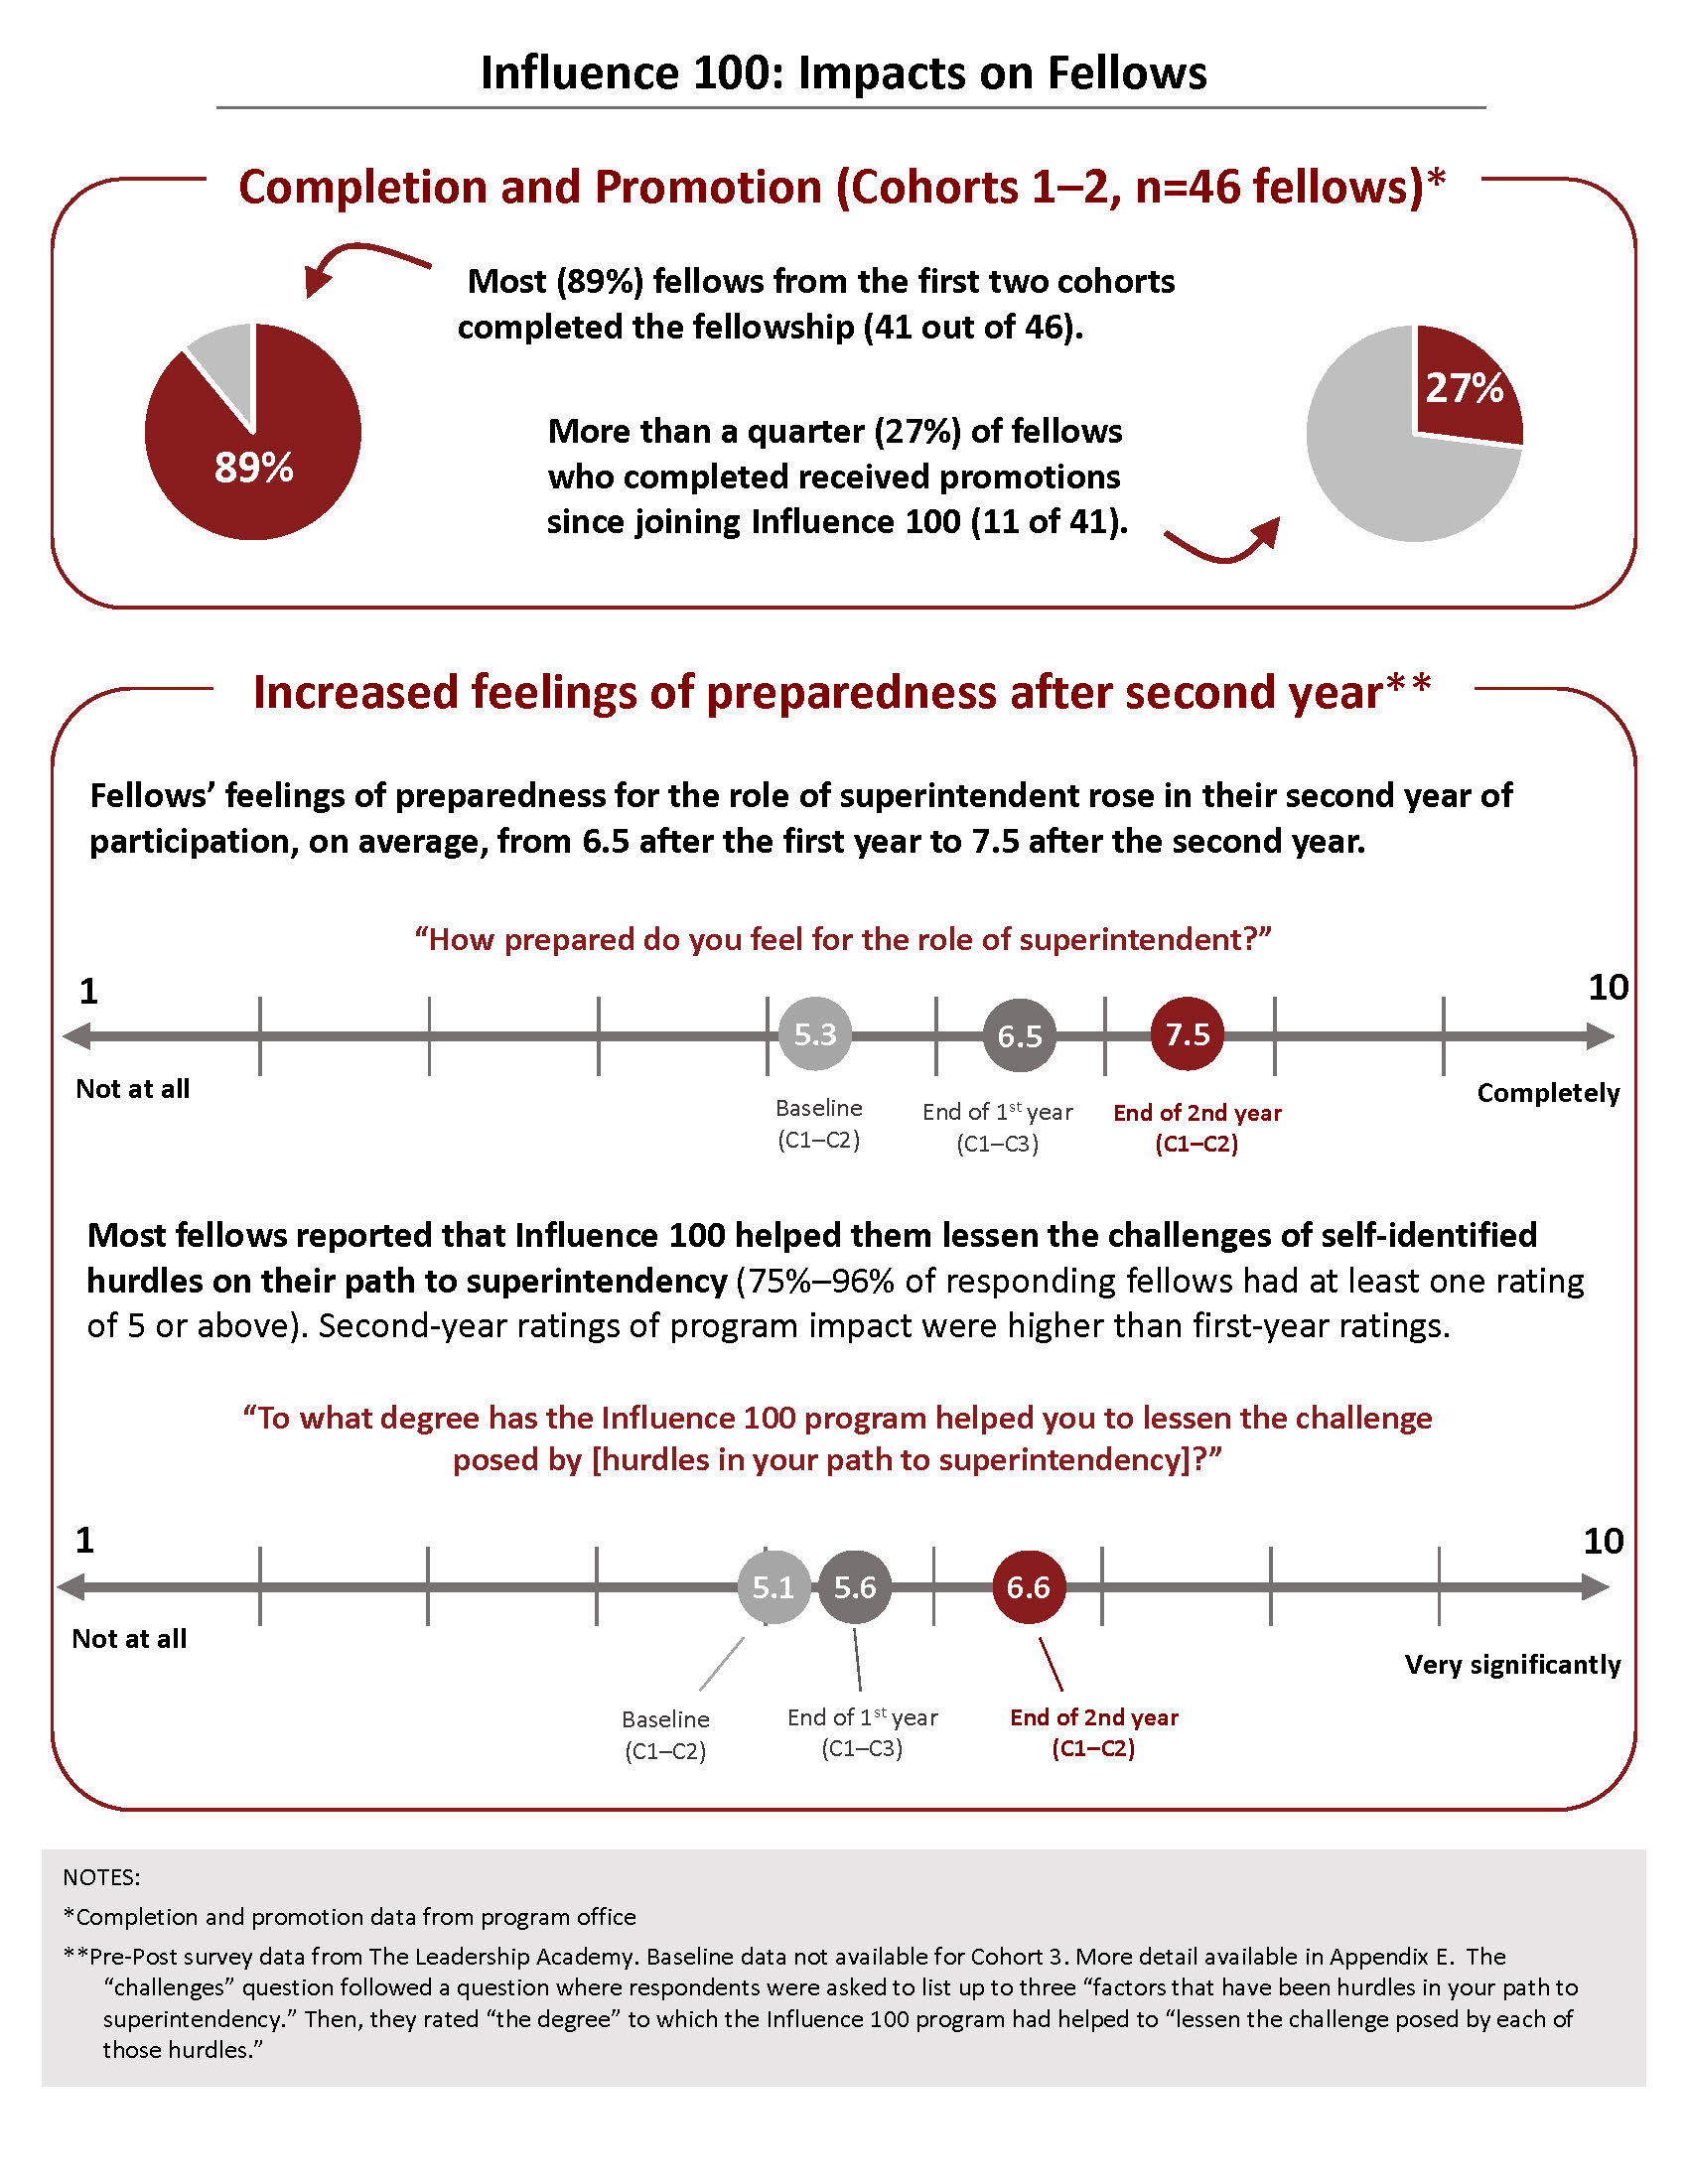 Influence 100: Impacts on Fellows
Completion and Promotion (Cohorts 1–2, n=46 fellows)*
Most (89%) fellows from the first two cohorts
completed the fellowship (41 out of 46).
89%
27%
More than a quarter (27%) of fellows
who completed received promotions
since joining Influence 100 (11 of 41).
Increased feelings of preparedness after second year**
Fellows’ feelings of preparedness for the role of superintendent rose in their second year of
participation, on average, from 6.5 after the first year to 7.5 after the second year.
“How prepared do you feel for the role of superintendent?”
1
10
5.3
6.5
7.5
Not at all
Completely
Baseline
(C1–C2)
End of 1st year
(C1–C3)
End of 2nd year
(C1–C2)
Most fellows reported that Influence 100 helped them lessen the challenges of self-identified
hurdles on their path to superintendency (75%–96% of responding fellows had at least one rating
of 5 or above). Second-year ratings of program impact were higher than first-year ratings.
“To what degree has the Influence 100 program helped you to lessen the challenge
posed by [hurdles in your path to superintendency]?”
1
10
5.1
5.6
6.6
Not at all
Very significantly
Baseline
(C1–C2)
End of 1st year
(C1–C3)
End of 2nd year
(C1–C2)
NOTES:
*Completion and promotion data from program office
**Pre-Post survey data from The Leadership Academy. Baseline data not available for Cohort 3. More detail available in Appendix E. The
“challenges” question followed a question where respondents were asked to list up to three “factors that have been hurdles in your path to
superintendency.” Then, they rated “the degree” to which the Influence 100 program had helped to “lessen the challenge posed by each of
those hurdles.”